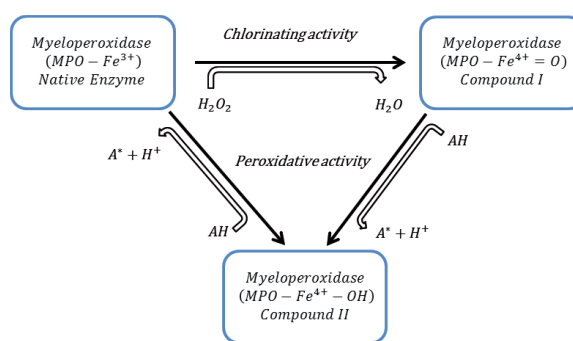 Myeloperoxidase
(MPO − Fe³⁺)
Native Enzyme
Chlorinating activity
H₂O₂
H₂O
Myeloperoxidase
(MPO − Fe⁴⁺ = O)
Compound I
A* + H⁺
AH
Peroxidative activity
AH
A* + H⁺
Myeloperoxidase
(MPO − Fe⁴⁺ − OH)
Compound II